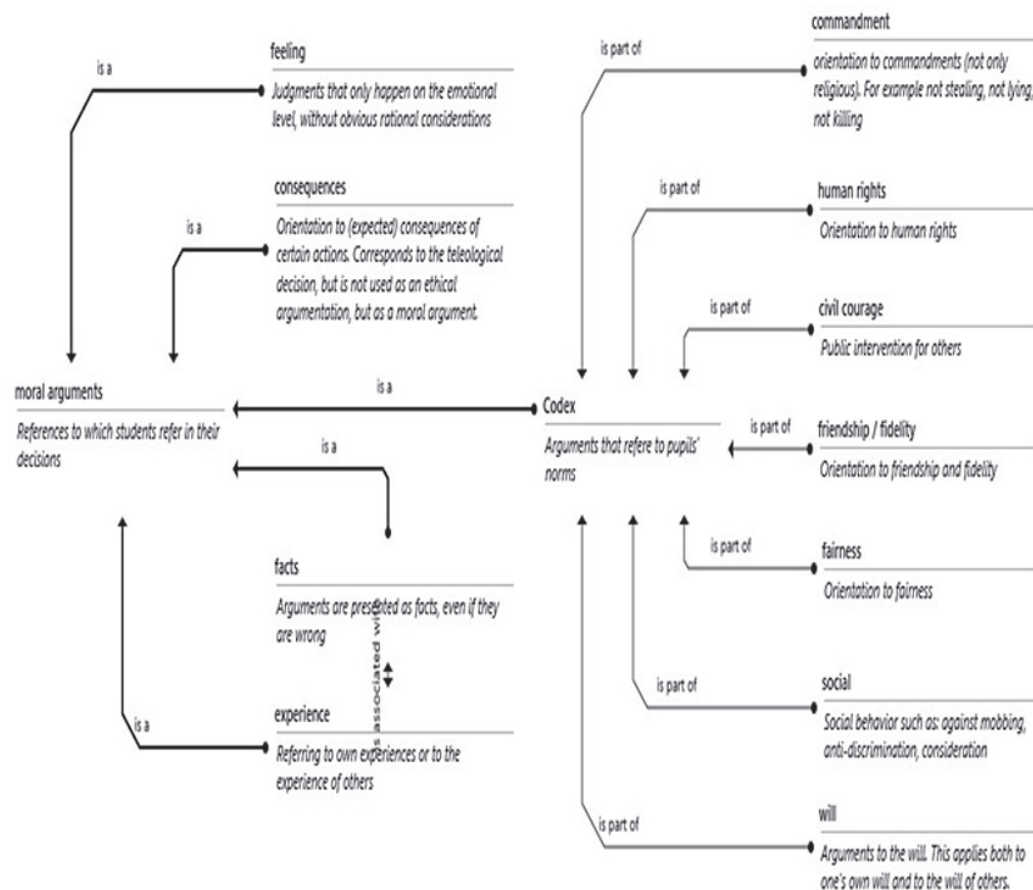 feeling
is a
Judgments that only happen on the emotional
level, without obvious rational considerations
consequences
is a
Orientation to (expected) consequences of
certain actions. Corresponds to the teleological
decision, but is not used as an ethical
argumentation, but as a moral argument.
moral arguments
References to which students refer in their
decisions
is a
is a
facts
Arguments are presented as facts, even if they
are wrong
is associated with
experience
is a
Referring to own experiences or to the
experience of others
Codex
Arguments that refere to pupils'
norms
commandment
is part of
orientation to commandments (not only
religious). For example not stealing, not lying,
not killing
human rights
is part of
Orientation to human rights
civil courage
is part of
Public intervention for others
friendship / fidelity
is part of
Orientation to friendship and fidelity
fairness
is part of
Orientation to fairness
social
is part of
Social behavior such as: against mobbing,
anti-discrimination, consideration
will
is part of
Arguments to the will. This applies both to
one's own will and to the will of others.